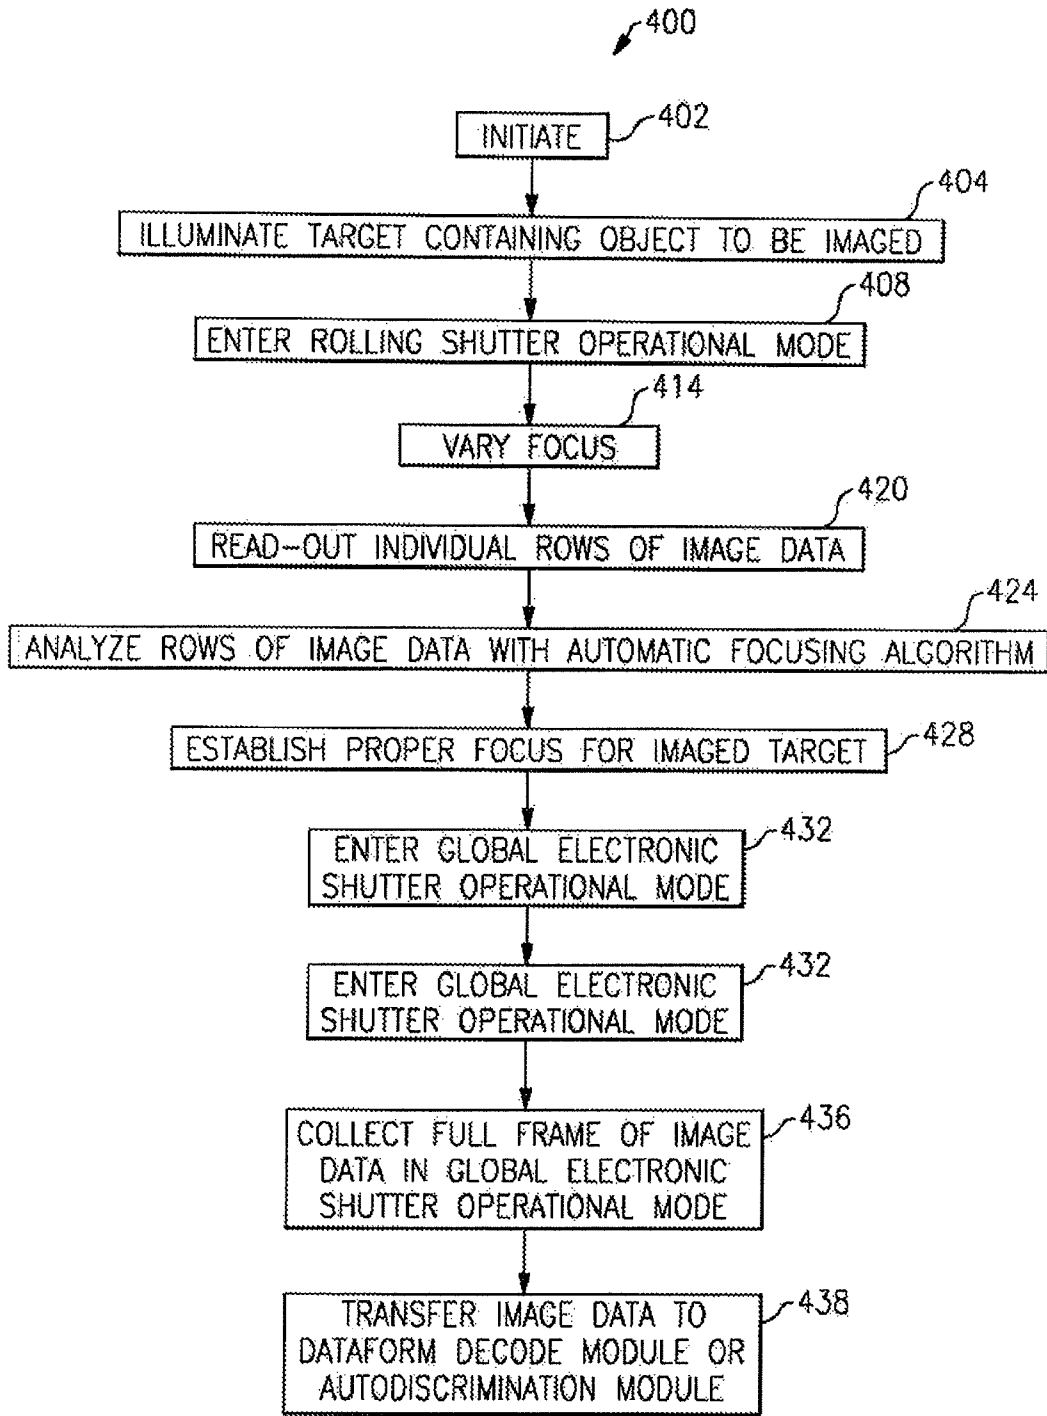 400
INITIATE
402
404
ILLUMINATE TARGET CONTAINING OBJECT TO BE IMAGED
408
ENTER ROLLING SHUTTER OPERATIONAL MODE
414
VARY FOCUS
420
READ-OUT INDIVIDUAL ROWS OF IMAGE DATA
424
ANALYZE ROWS OF IMAGE DATA WITH AUTOMATIC FOCUSING ALGORITHM
ESTABLISH PROPER FOCUS FOR IMAGED TARGET
428
ENTER GLOBAL ELECTRONIC
SHUTTER OPERATIONAL MODE
432
ENTER GLOBAL ELECTRONIC
SHUTTER OPERATIONAL MODE
432
COLLECT FULL FRAME OF IMAGE
DATA IN GLOBAL ELECTRONIC
SHUTTER OPERATIONAL MODE
436
TRANSFER IMAGE DATA TO
DATAFORM DECODE MODULE OR
AUTODISCRIMINATION MODULE
438